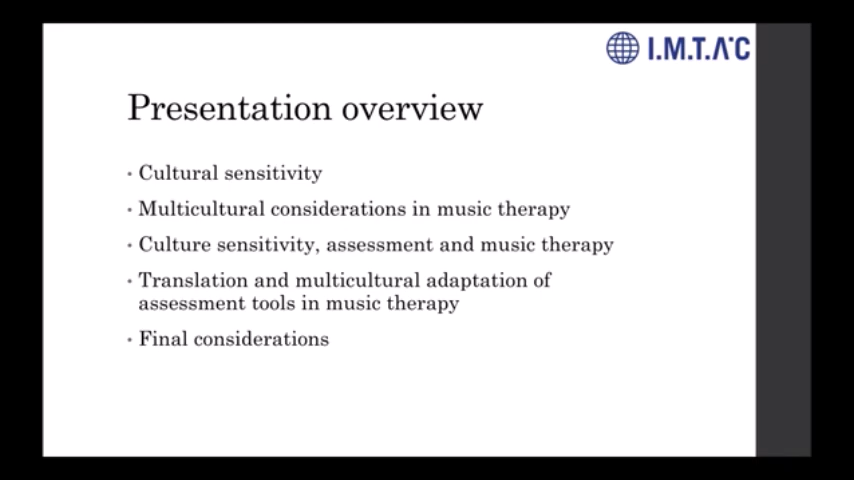 I.M.T.A'C
Presentation overview
• Cultural sensitivity
• Multicultural considerations in music therapy
• Culture sensitivity, assessment and music therapy
• Translation and multicultural adaptation of
assessment tools in music therapy
• Final considerations